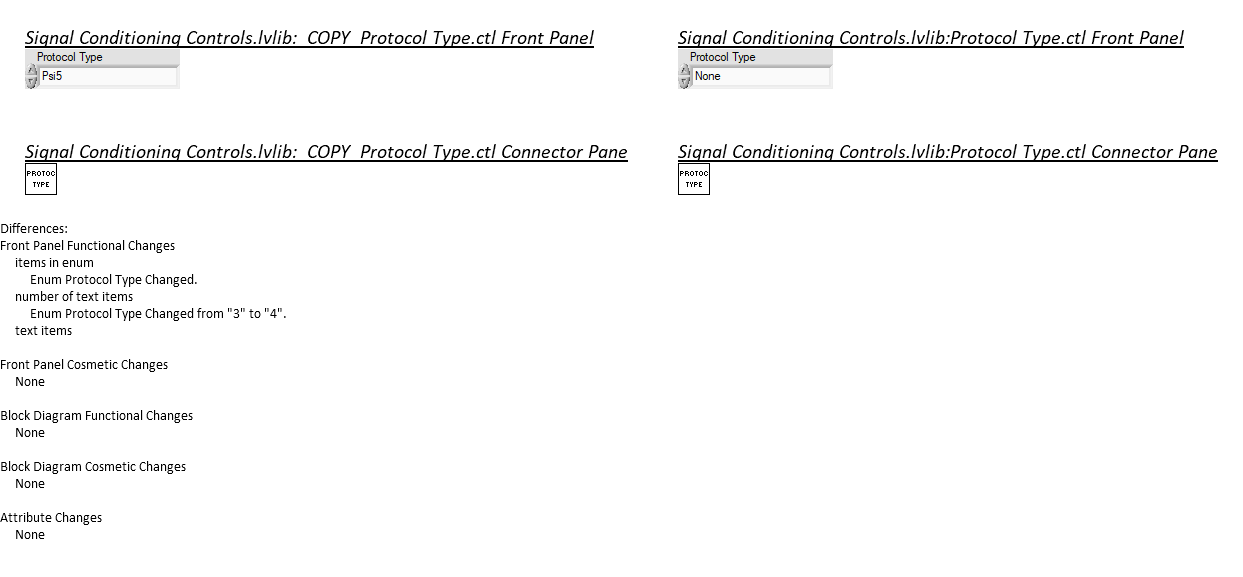 Signal Conditioning Controls.lvlib:  COPY  Protocol Type.ctl Front Panel
Protocol Type
Psi5
Signal Conditioning Controls.lvlib:Protocol Type.ctl Front Panel
Protocol Type
None
Signal Conditioning Controls.lvlib:  COPY  Protocol Type.ctl Connector Pane
PROTOC
TYPE
Signal Conditioning Controls.lvlib:Protocol Type.ctl Connector Pane
PROTOC
TYPE
Differences:
Front Panel Functional Changes
items in enum
Enum Protocol Type Changed.
number of text items
Enum Protocol Type Changed from "3" to "4".
text items
Front Panel Cosmetic Changes
None
Block Diagram Functional Changes
None
Block Diagram Cosmetic Changes
None
Attribute Changes
None